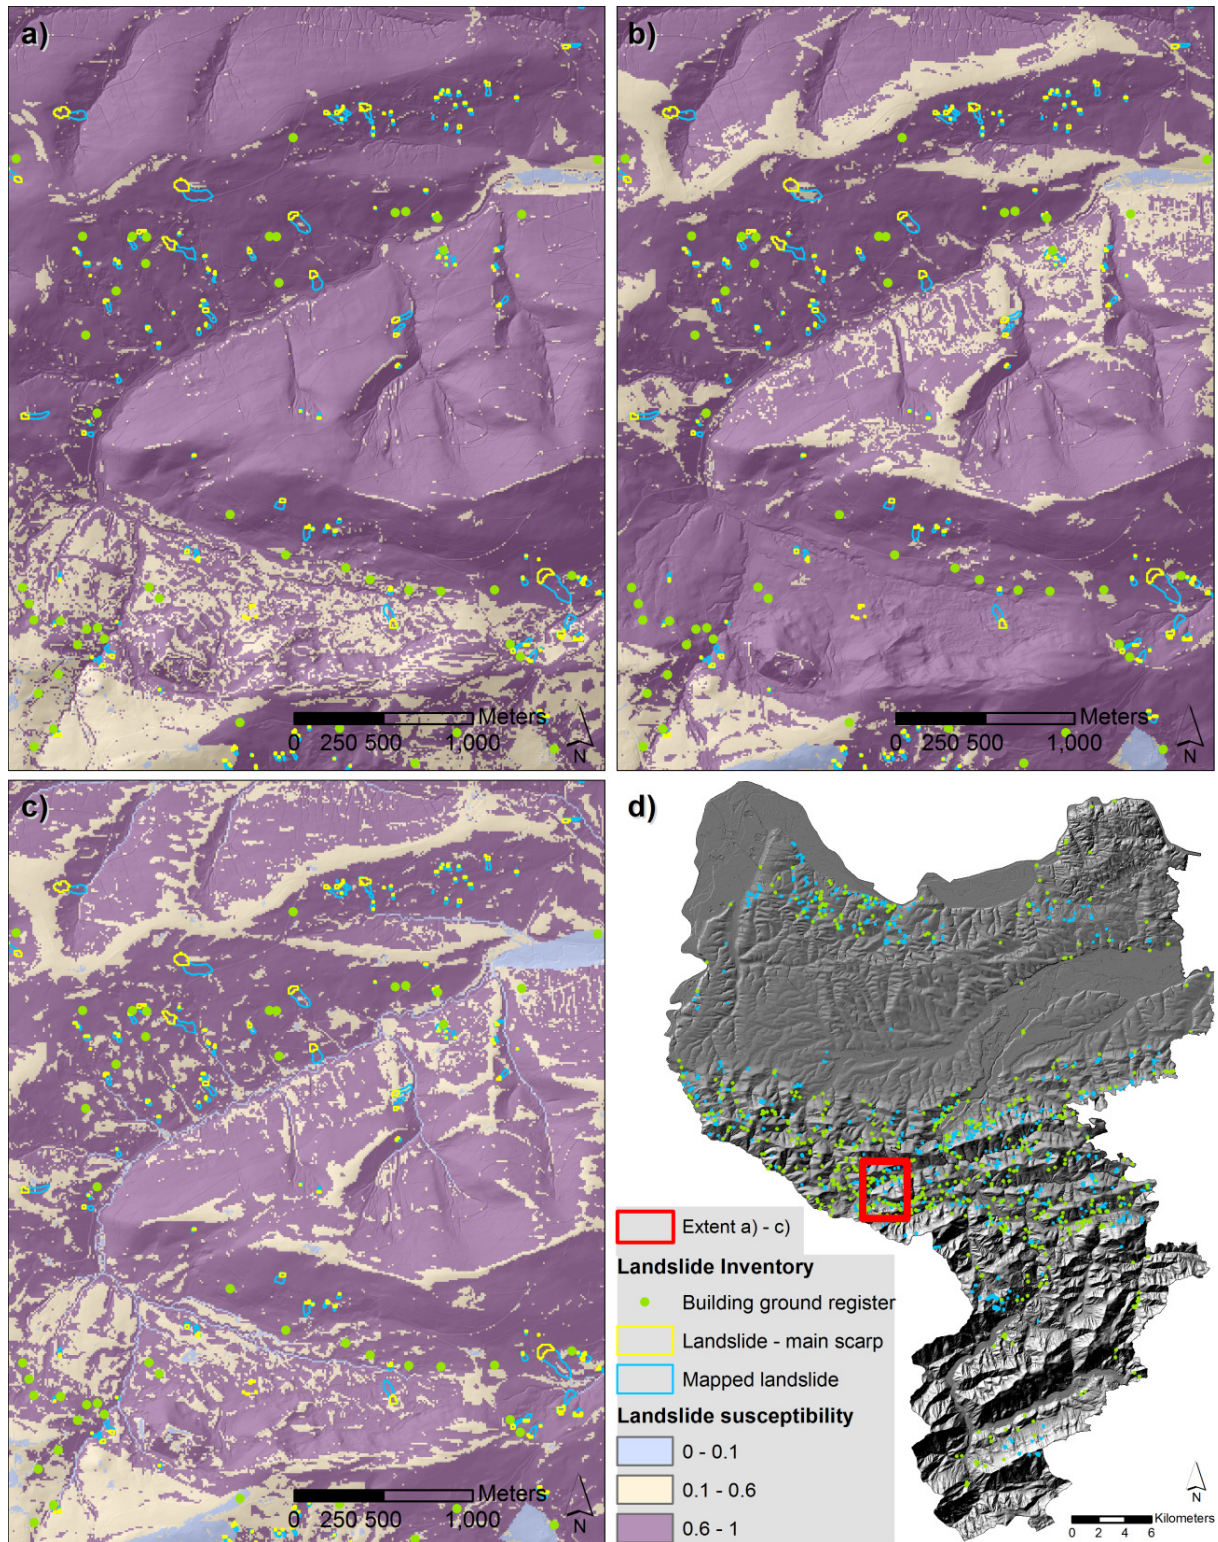 a)
Meters
0 250 500 1,000
N
b)
Meters
0 250 500 1,000
N
c)
Meters
0 250 500 1,000
N
d)
Extent a) - c)
Landslide Inventory
Building ground register
Landslide - main scarp
Mapped landslide
Landslide susceptibility
0 - 0.1
0.1 - 0.6
0.6 - 1
N
Kilometers
0 2 4 6